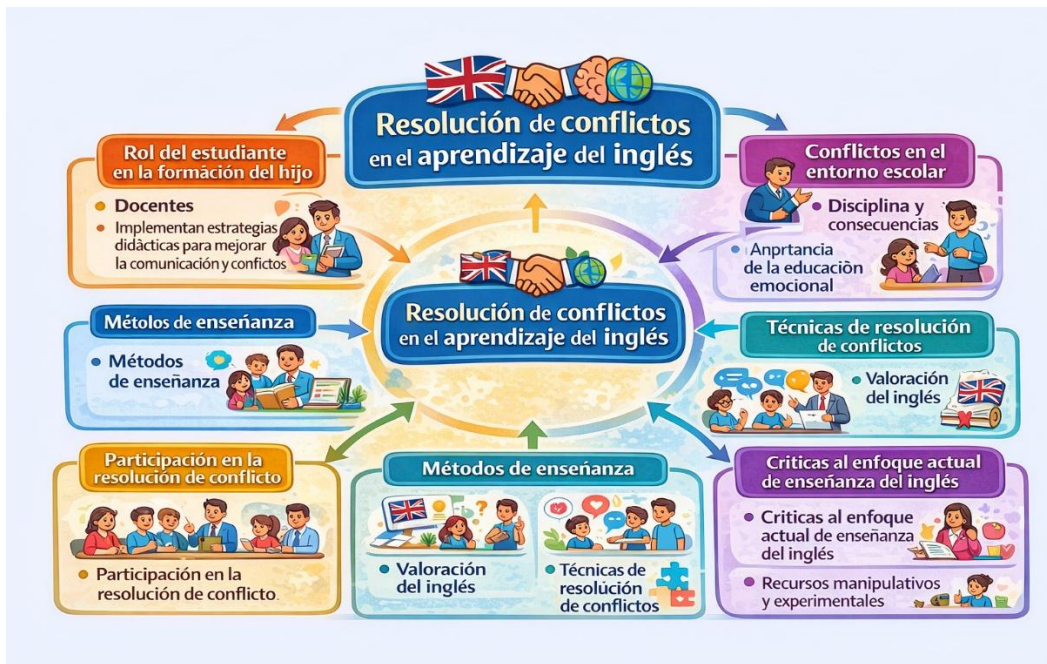 Resolución de conflictos
en el aprendizaje del inglés
Rol del estudiante
en la formación del hijo
• Docentes
• Implementan estrategias
didácticas para mejorar
la comunicación y confictos
Conflictos en el
entorno escolar
• Disciplina y
consecuencias
• Anprtancia
de la educación
emocional
Resolución de conflictos
en el aprendizaje del inglés
Métolos de enseñanza
• Métodos
de enseñanza
Técnicas de resolución
de conflictos
• Valoración
del inglés
Participación en la
resolución de conflicto
• Participación en la
resolución de conflicto.
Métodos de enseñanza
• Valoración
del inglés
• Técnicas de
resolución
de conflictos
Criticas al enfoque actual
de enseñanza del inglés
• Criticas al enfoque
actual de enseñanza
del inglés
• Recursos manipulativos
y experimentales